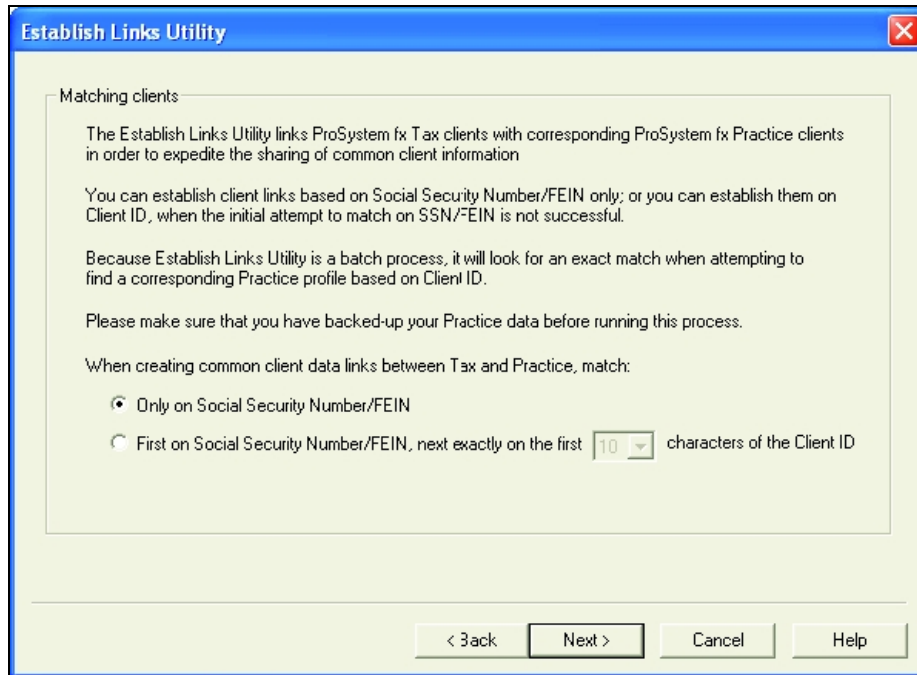 Establish Links Utility
Matching clients
The Establish Links Utility links ProSystem fx Tax clients with corresponding ProSystem fx Practice clients
in order to expedite the sharing of common client information
You can establish client links based on Social Security Number/FEIN only; or you can establish them on
Client ID, when the initial attempt to match on SSN/FEIN is not successful.
Because Establish Links Utility is a batch process, it will look for an exact match when attempting to
find a corresponding Practice profile based on Client ID.
Please make sure that you have backed-up your Practice data before running this process.
When creating common client data links between Tax and Practice, match:
Only on Social Security Number/FEIN
First on Social Security Number/FEIN, next exactly on the first 10 characters of the Client ID
< Back Next > Cancel Help